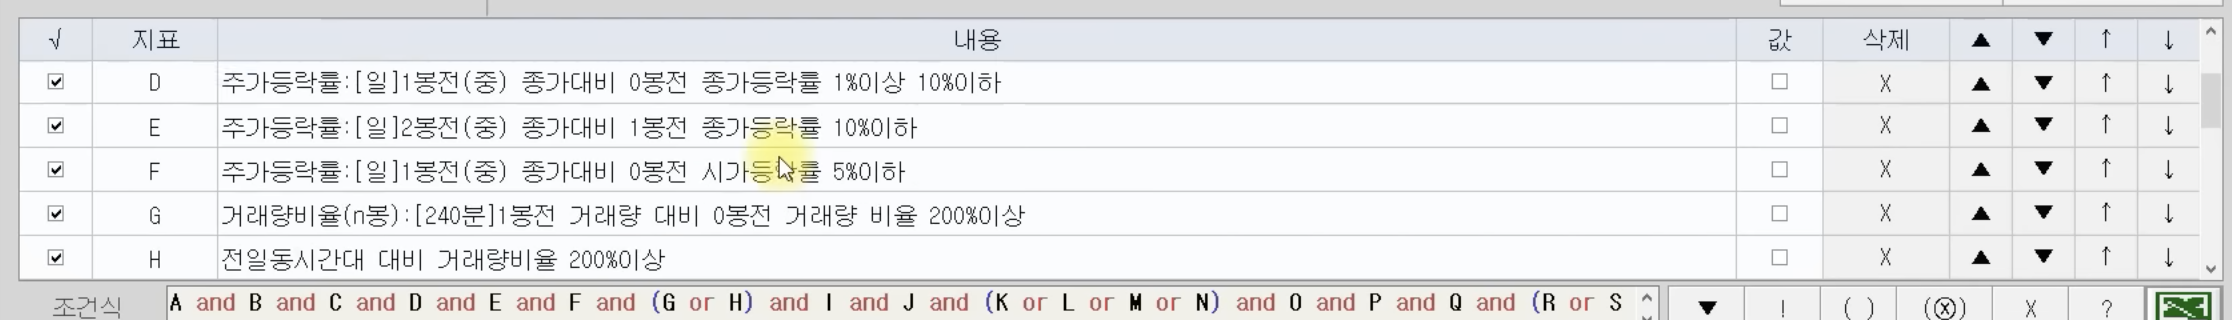 √ 지표 내용 값 삭제 ▲ ▼ ↑ ↓
D 주가등락률:[일]1봉전(중) 종가대비 0봉전 종가등락률 1%이상 10%이하 X ▲ ▼ ↑ ↓
E 주가등락률:[일]2봉전(중) 종가대비 1봉전 종가등락률 10%이하 X ▲ ▼ ↑ ↓
F 주가등락률:[일]1봉전(중) 종가대비 0봉전 시가등락률 5%이하 X ▲ ▼ ↑ ↓
G 거래량비율(n봉):[240분]1봉전 거래량 대비 0봉전 거래량 비율 200%이상 X ▲ ▼ ↑ ↓
H 전일동시간대 대비 거래량비율 200%이상 X ▲ ▼ ↑ ↓
조건식 A and B and C and D and E and F and (G or H) and I and J and (K or L or M or N) and O and P and Q and (R or S ▼ ! ( ) (ⓧ) X ?